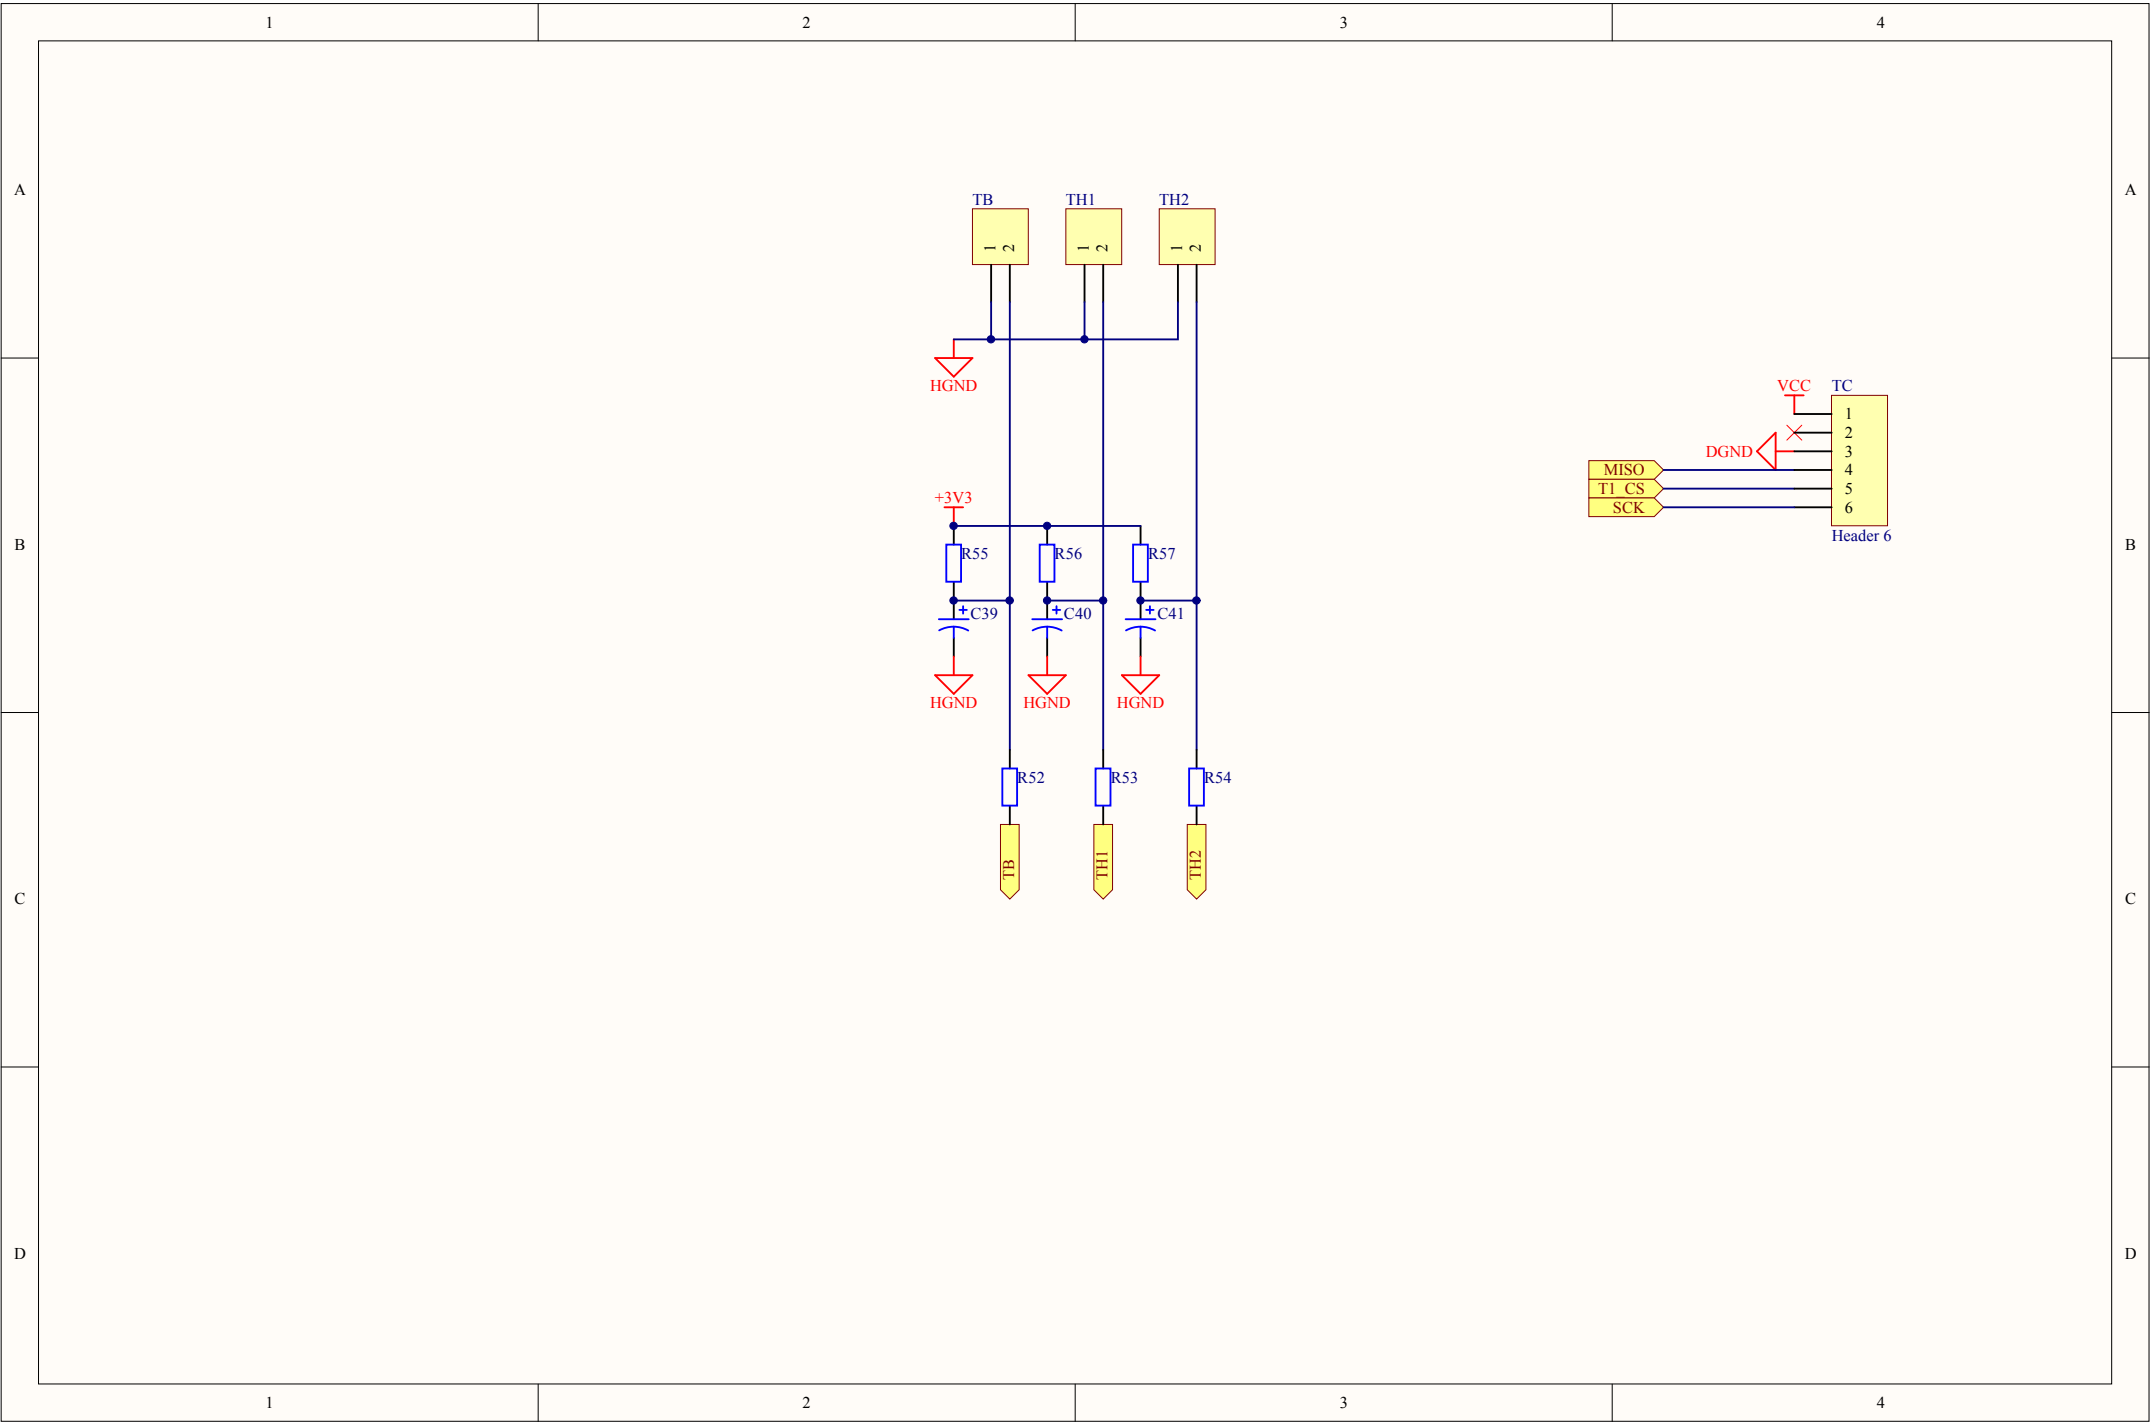 1 2 3 4
A A
TB TH1 TH2
1 2 1 2 1 2
HGND
VCC TC
1
2
DGND 3
MISO 4
T1_CS 5
SCK 6
Header 6
+3V3
B B
R55 R56 R57
+ C39 + C40 + C41
HGND HGND HGND
R52 R53 R54
TB TH1 TH2
C C
D D
1 2 3 4